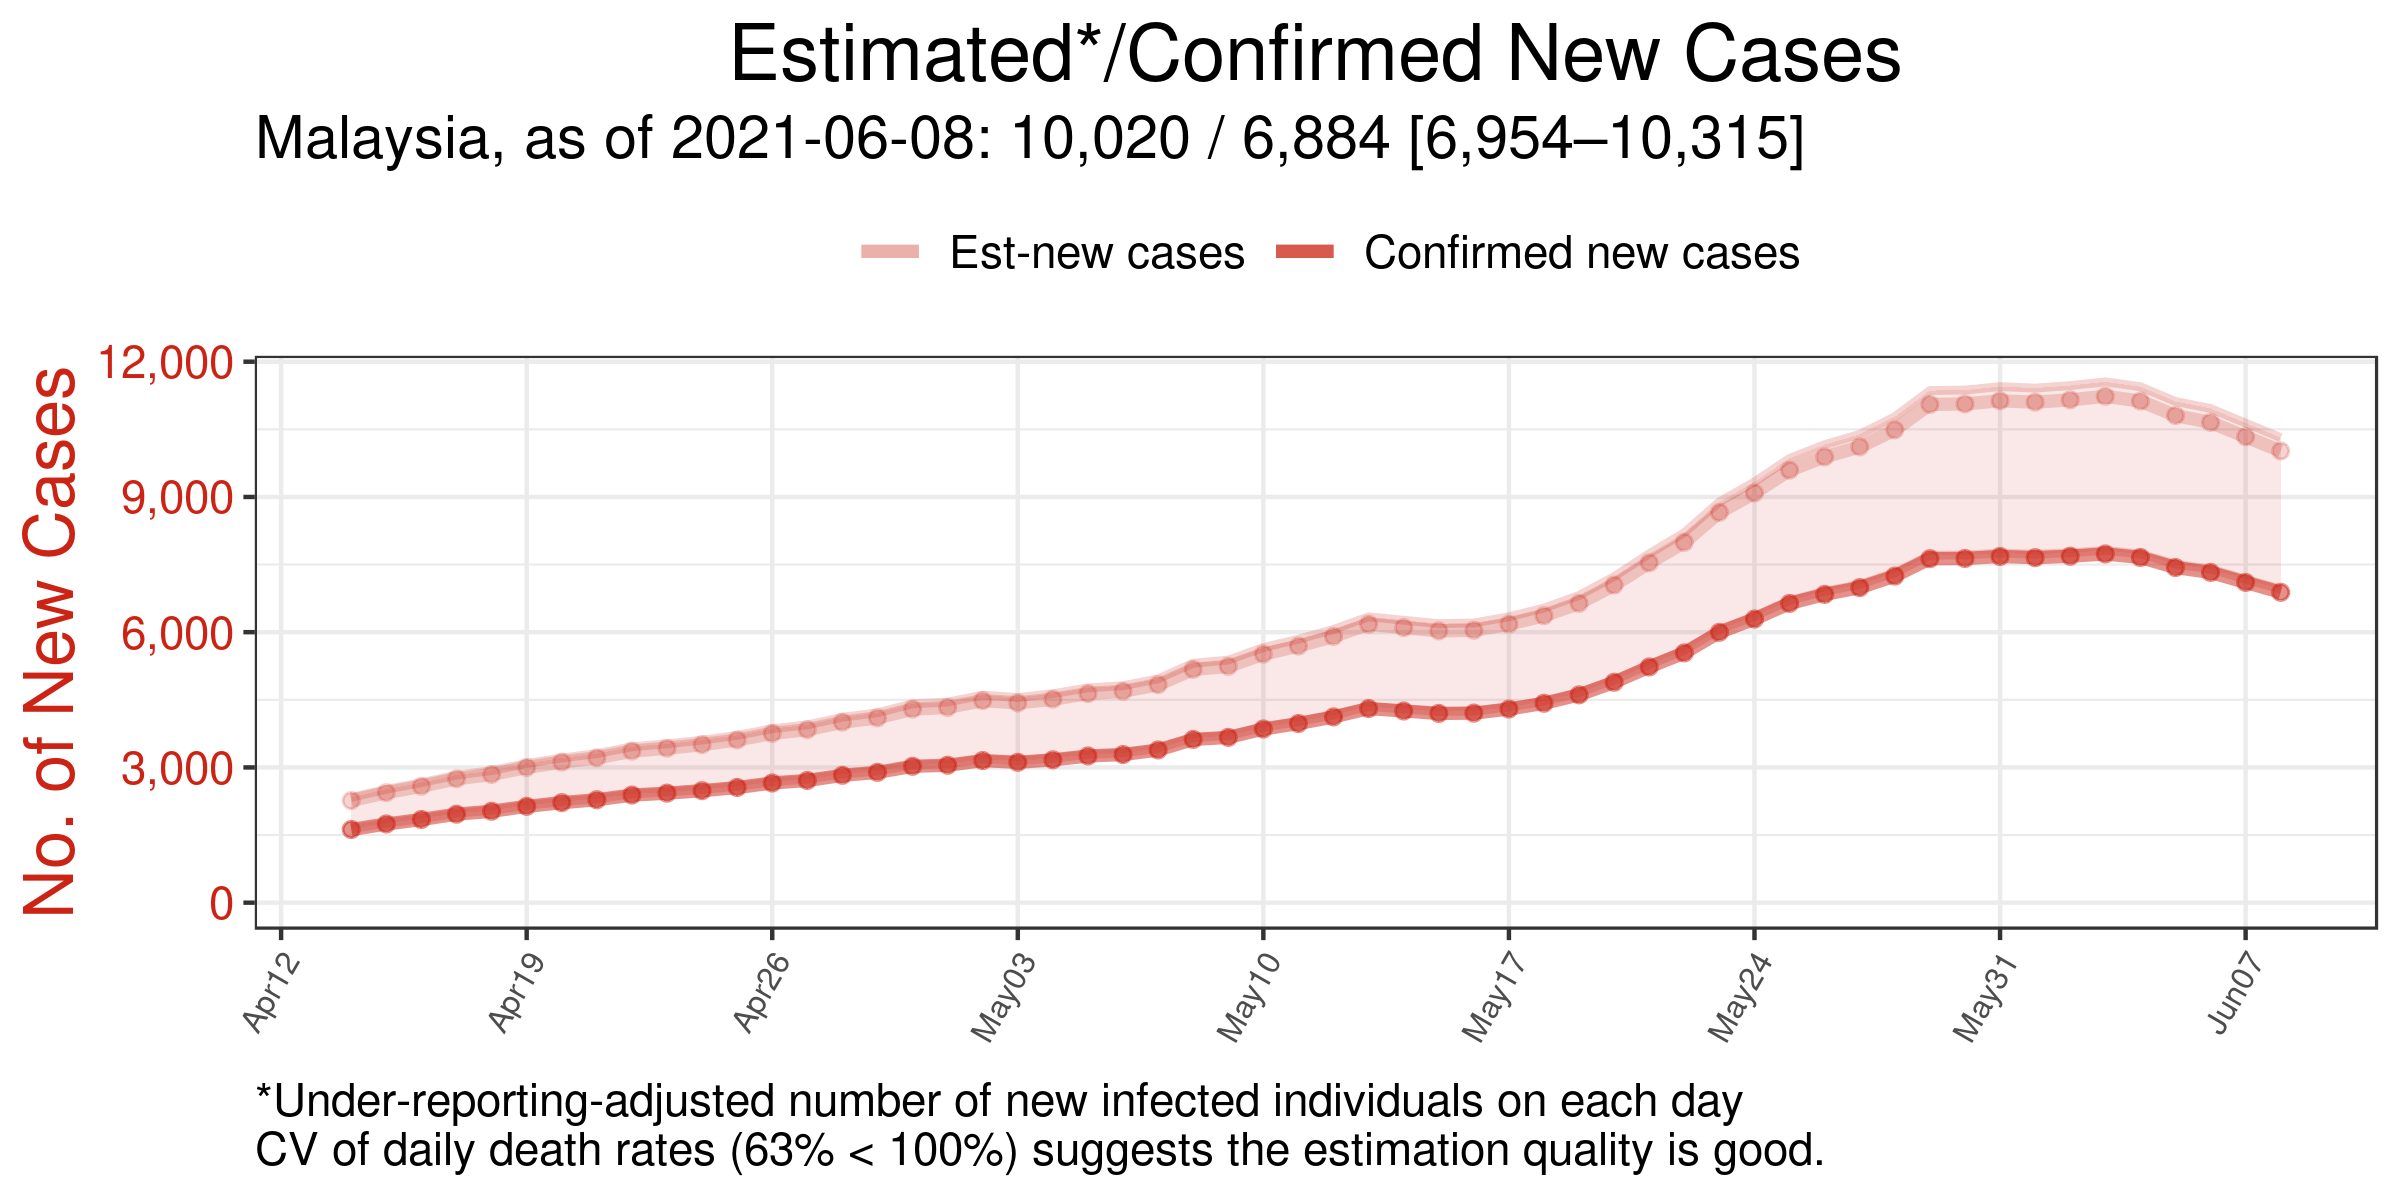 Estimated*/Confirmed New Cases
Malaysia, as of 2021-06-08: 10,020 / 6,884 [6,954–10,315]
Est-new cases Confirmed new cases
No. of New Cases
12,000
9,000
6,000
3,000
0
Apr12 Apr19 Apr26 May03 May10 May17 May24 May31 Jun07
*Under-reporting-adjusted number of new infected individuals on each day
CV of daily death rates (63% < 100%) suggests the estimation quality is good.